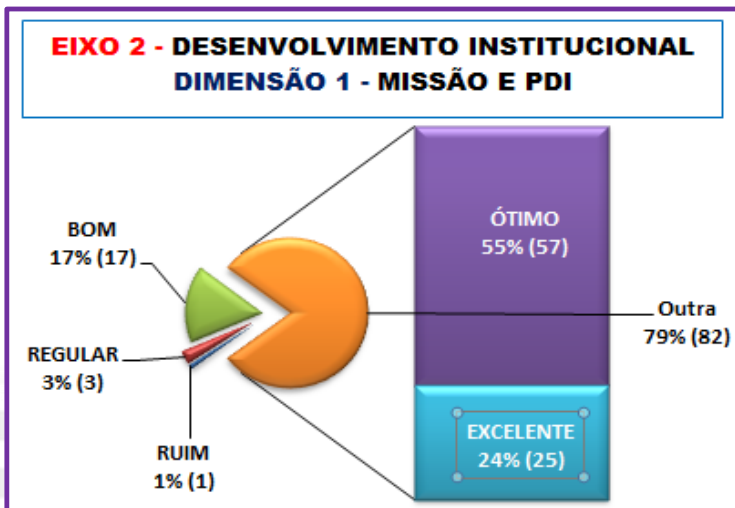 EIXO 2 - DESENVOLVIMENTO INSTITUCIONAL
DIMENSÃO 1 - MISSÃO E PDI
BOM
17% (17)
REGULAR
3% (3)
RUIM
1% (1)
ÓTIMO
55% (57)
EXCELENTE
24% (25)
Outra
79% (82)